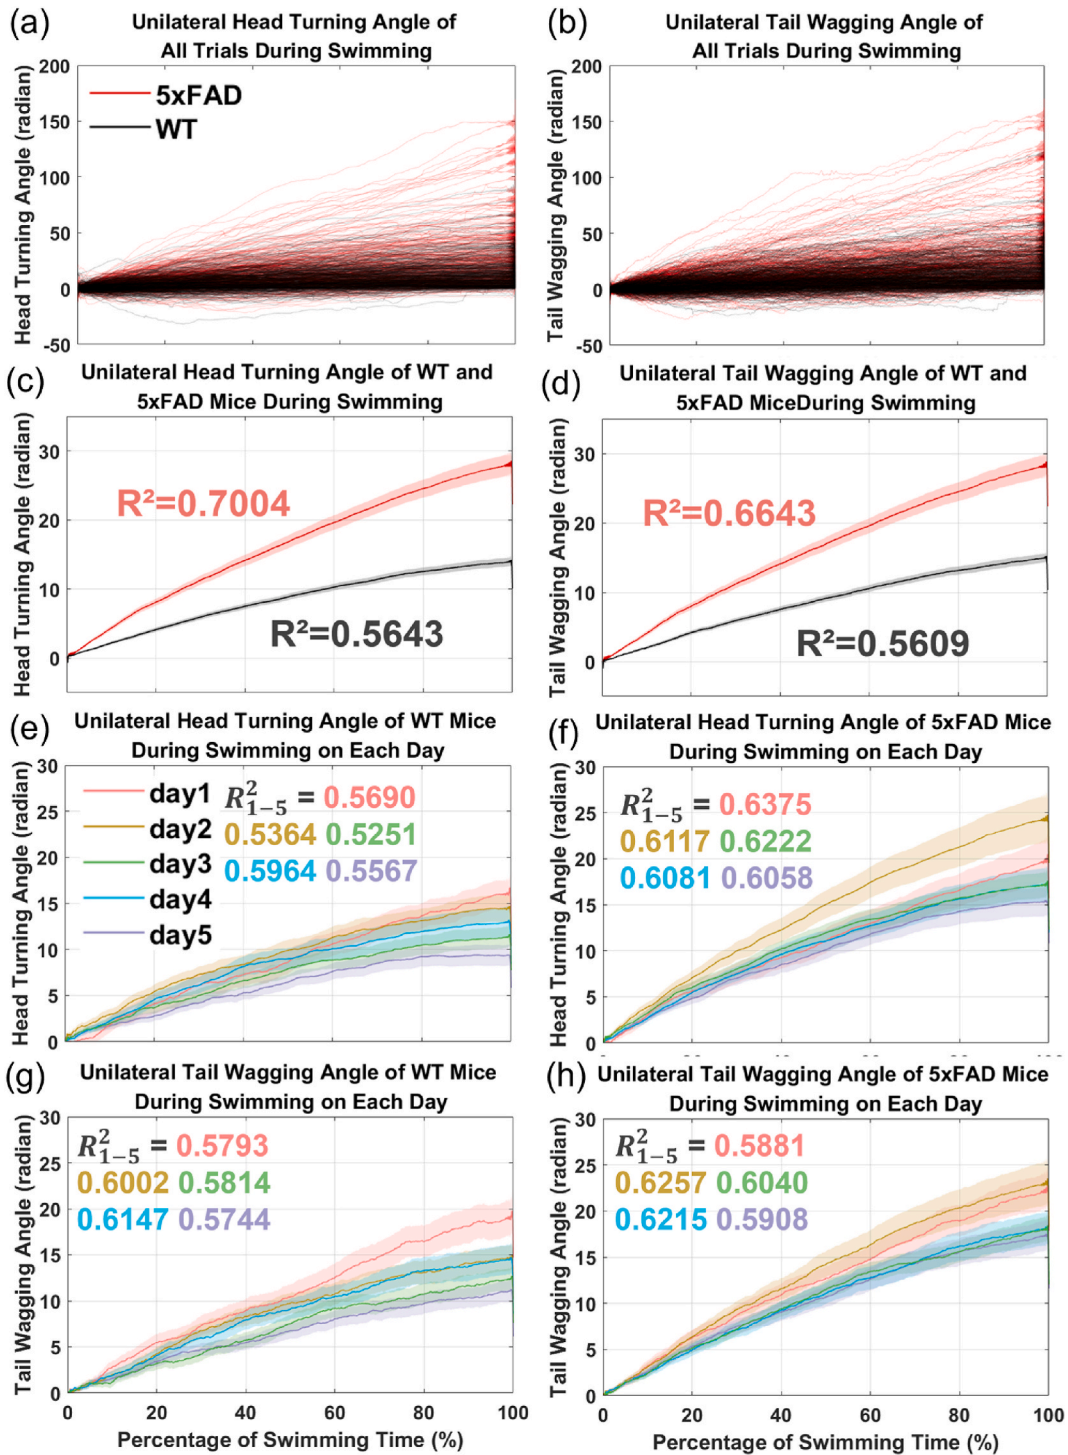 (a) Unilateral Head Turning Angle of
All Trials During Swimming
Head Turning Angle (radian)
200
150
100
50
0
-50
5xFAD
WT
(b) Unilateral Tail Wagging Angle of
All Trials During Swimming
Tail Wagging Angle (radian)
200
150
100
50
0
-50
(c) Unilateral Head Turning Angle of WT and
5xFAD Mice During Swimming
Head Turning Angle (radian)
30
20
10
0
R²=0.7004
R²=0.5643
(d) Unilateral Tail Wagging Angle of WT and
5xFAD MiceDuring Swimming
Tail Wagging Angle (radian)
30
20
10
0
R²=0.6643
R²=0.5609
(e) Unilateral Head Turning Angle of WT Mice
During Swimming on Each Day
Head Turning Angle (radian)
30
25
20
15
10
5
0
day1
day2
day3
day4
day5
R²₁₋₅ = 0.5690
0.5364 0.5251
0.5964 0.5567
(f) Unilateral Head Turning Angle of 5xFAD Mice
During Swimming on Each Day
Head Turning Angle (radian)
30
25
20
15
10
5
0
R²₁₋₅ = 0.6375
0.6117 0.6222
0.6081 0.6058
(g) Unilateral Tail Wagging Angle of WT Mice
During Swimming on Each Day
Tail Wagging Angle (radian)
30
25
20
15
10
5
0
R²₁₋₅ = 0.5793
0.6002 0.5814
0.6147 0.5744
0 20 40 60 80 100
Percentage of Swimming Time (%)
(h) Unilateral Tail Wagging Angle of 5xFAD Mice
During Swimming on Each Day
Tail Wagging Angle (radian)
30
25
20
15
10
5
0
R²₁₋₅ = 0.5881
0.6257 0.6040
0.6215 0.5908
0 20 40 60 80 100
Percentage of Swimming Time (%)